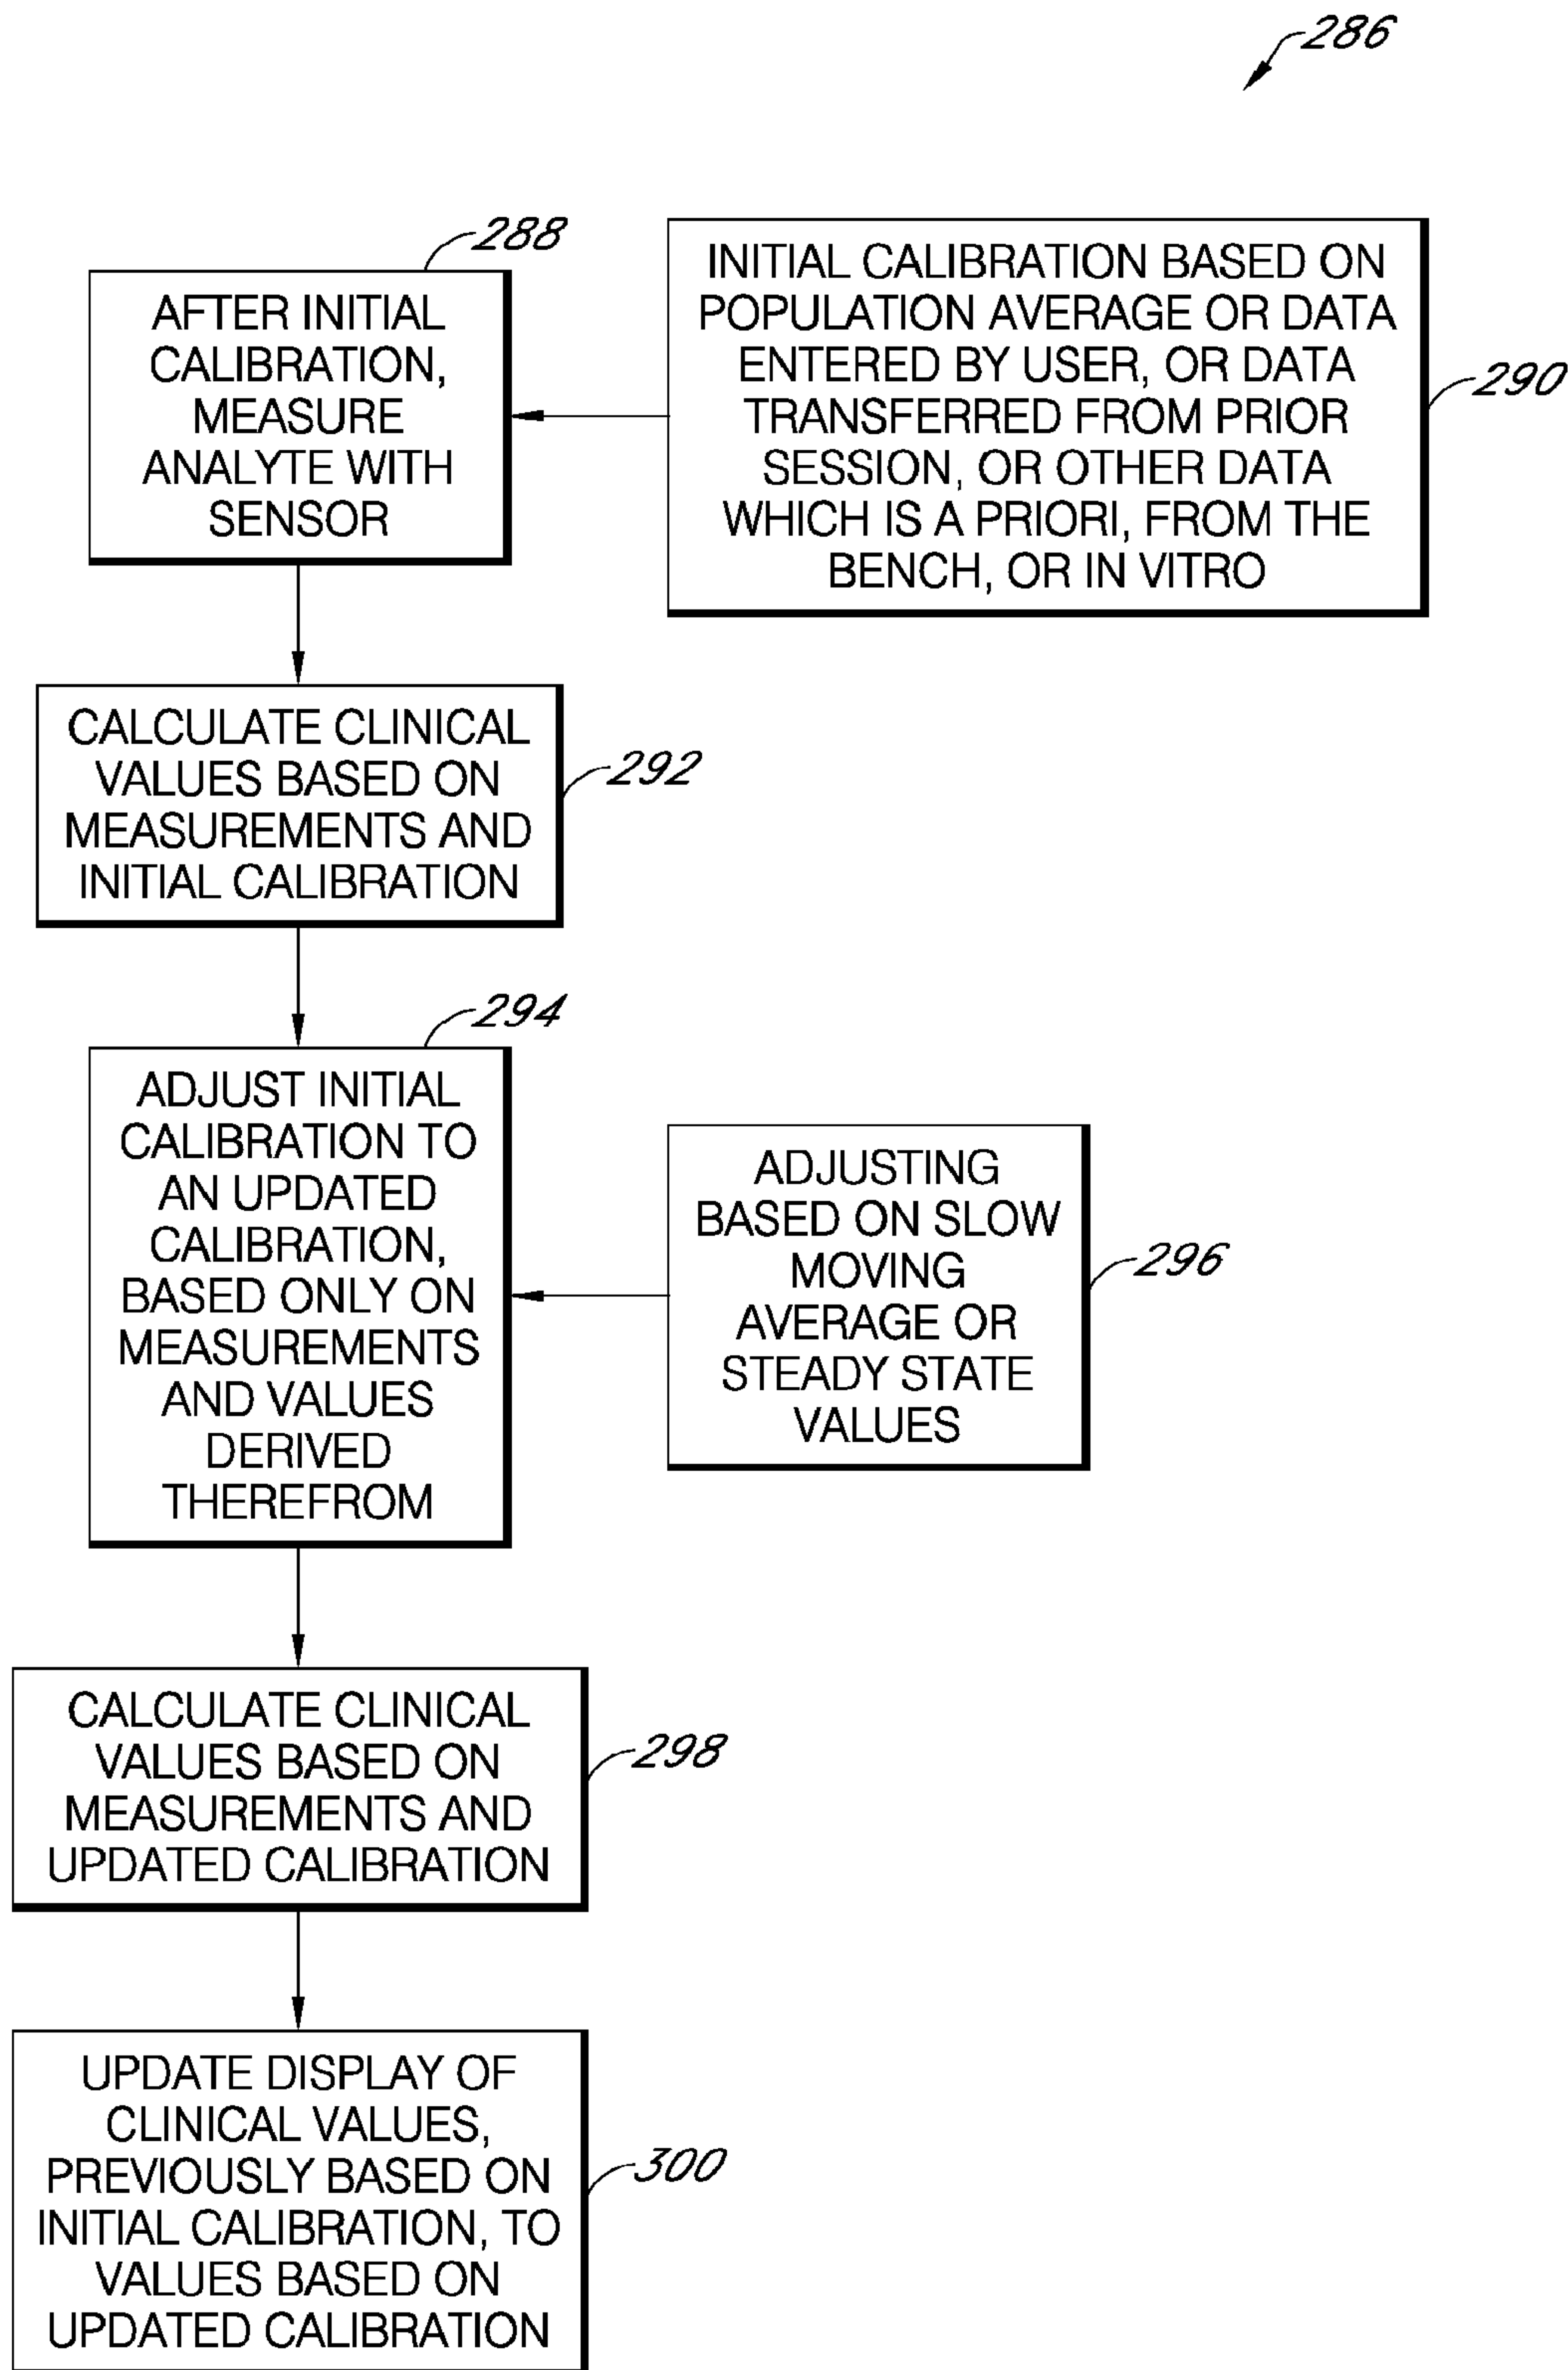 286
288
AFTER INITIAL
CALIBRATION,
MEASURE
ANALYTE WITH
SENSOR
INITIAL CALIBRATION BASED ON
POPULATION AVERAGE OR DATA
ENTERED BY USER, OR DATA
TRANSFERRED FROM PRIOR
SESSION, OR OTHER DATA
WHICH IS A PRIORI, FROM THE
BENCH, OR IN VITRO
290
CALCULATE CLINICAL
VALUES BASED ON
MEASUREMENTS AND
INITIAL CALIBRATION
292
294
ADJUST INITIAL
CALIBRATION TO
AN UPDATED
CALIBRATION,
BASED ONLY ON
MEASUREMENTS
AND VALUES
DERIVED
THEREFROM
ADJUSTING
BASED ON SLOW
MOVING
AVERAGE OR
STEADY STATE
VALUES
296
CALCULATE CLINICAL
VALUES BASED ON
MEASUREMENTS AND
UPDATED CALIBRATION
298
UPDATE DISPLAY OF
CLINICAL VALUES,
PREVIOUSLY BASED ON
INITIAL CALIBRATION, TO
VALUES BASED ON
UPDATED CALIBRATION
300